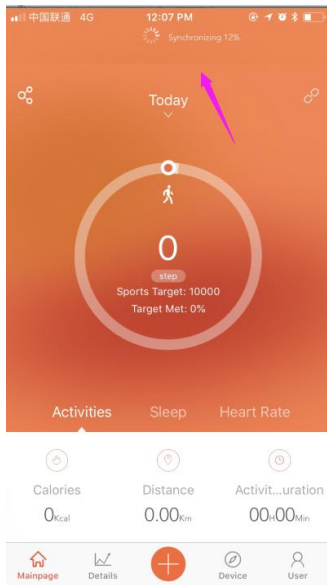 中国联通 4G 12:07 PM
Synchronizing 12%
Today
0
step
Sports Target: 10000
Target Met: 0%
Activities Sleep Heart Rate
Calories Distance Activit...uration
0Kcal 0.00Km 00H00Min
Mainpage Details Device User